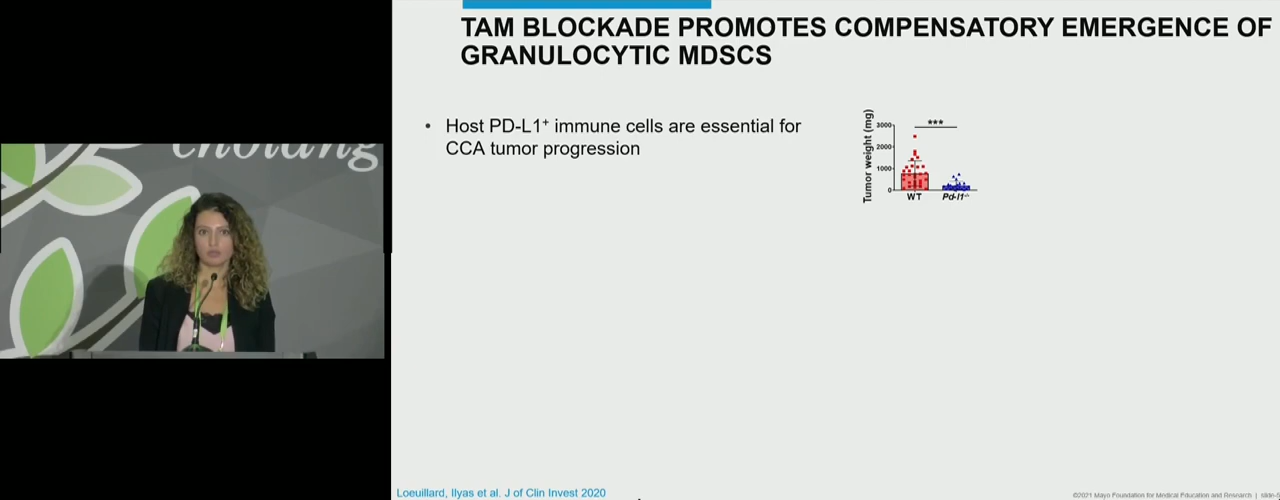 cholang
TAM BLOCKADE PROMOTES COMPENSATORY EMERGENCE OF
GRANULOCYTIC MDSCS
• Host PD-L1⁺ immune cells are essential for
CCA tumor progression
Tumor weight (mg)
3000
2000
1000
0
***
WT
Pd-l1⁻/⁻
Loeuillard, Ilyas et al. J of Clin Invest 2020
©2021 Mayo Foundation for Medical Education and Research |